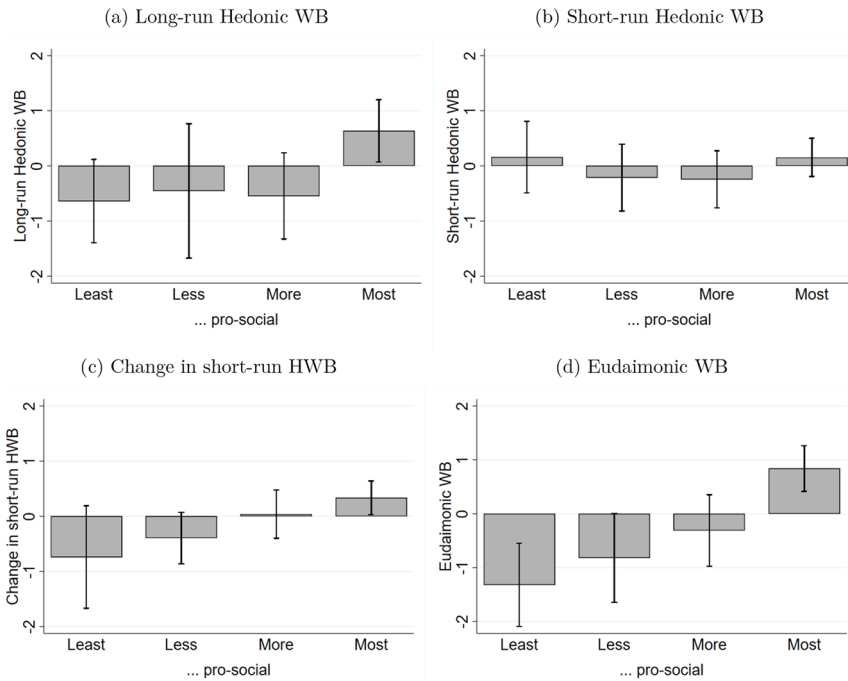 (a) Long-run Hedonic WB
Long-run Hedonic WB
2
1
0
-1
-2
Least Less More Most
... pro-social
(b) Short-run Hedonic WB
Short-run Hedonic WB
2
1
0
-1
-2
Least Less More Most
... pro-social
(c) Change in short-run HWB
Change in short-run HWB
2
1
0
-1
-2
Least Less More Most
... pro-social
(d) Eudaimonic WB
Eudaimonic WB
2
1
0
-1
-2
Least Less More Most
... pro-social